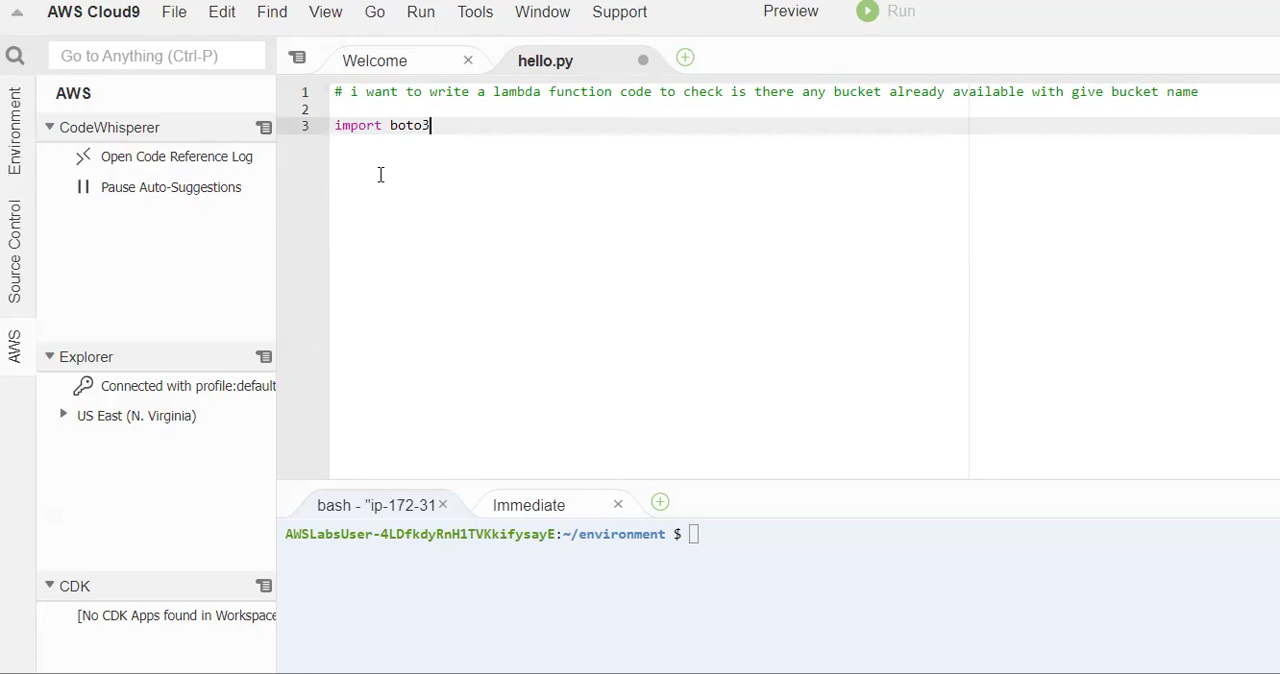 AWS Cloud9 File Edit Find View Go Run Tools Window Support Preview Run
Go to Anything (Ctrl-P)
Welcome
hello.py
Environment
Source Control
AWS
AWS
CodeWhisperer
Open Code Reference Log
Pause Auto-Suggestions
Explorer
Connected with profile:default
US East (N. Virginia)
CDK
[No CDK Apps found in Workspace
1 # i want to write a lambda function code to check is there any bucket already available with give bucket name
2
3 import boto3
bash - "ip-172-31
Immediate
AWSLabsUser-4LDfkdyRnH1TVKkifysayE:~/environment $